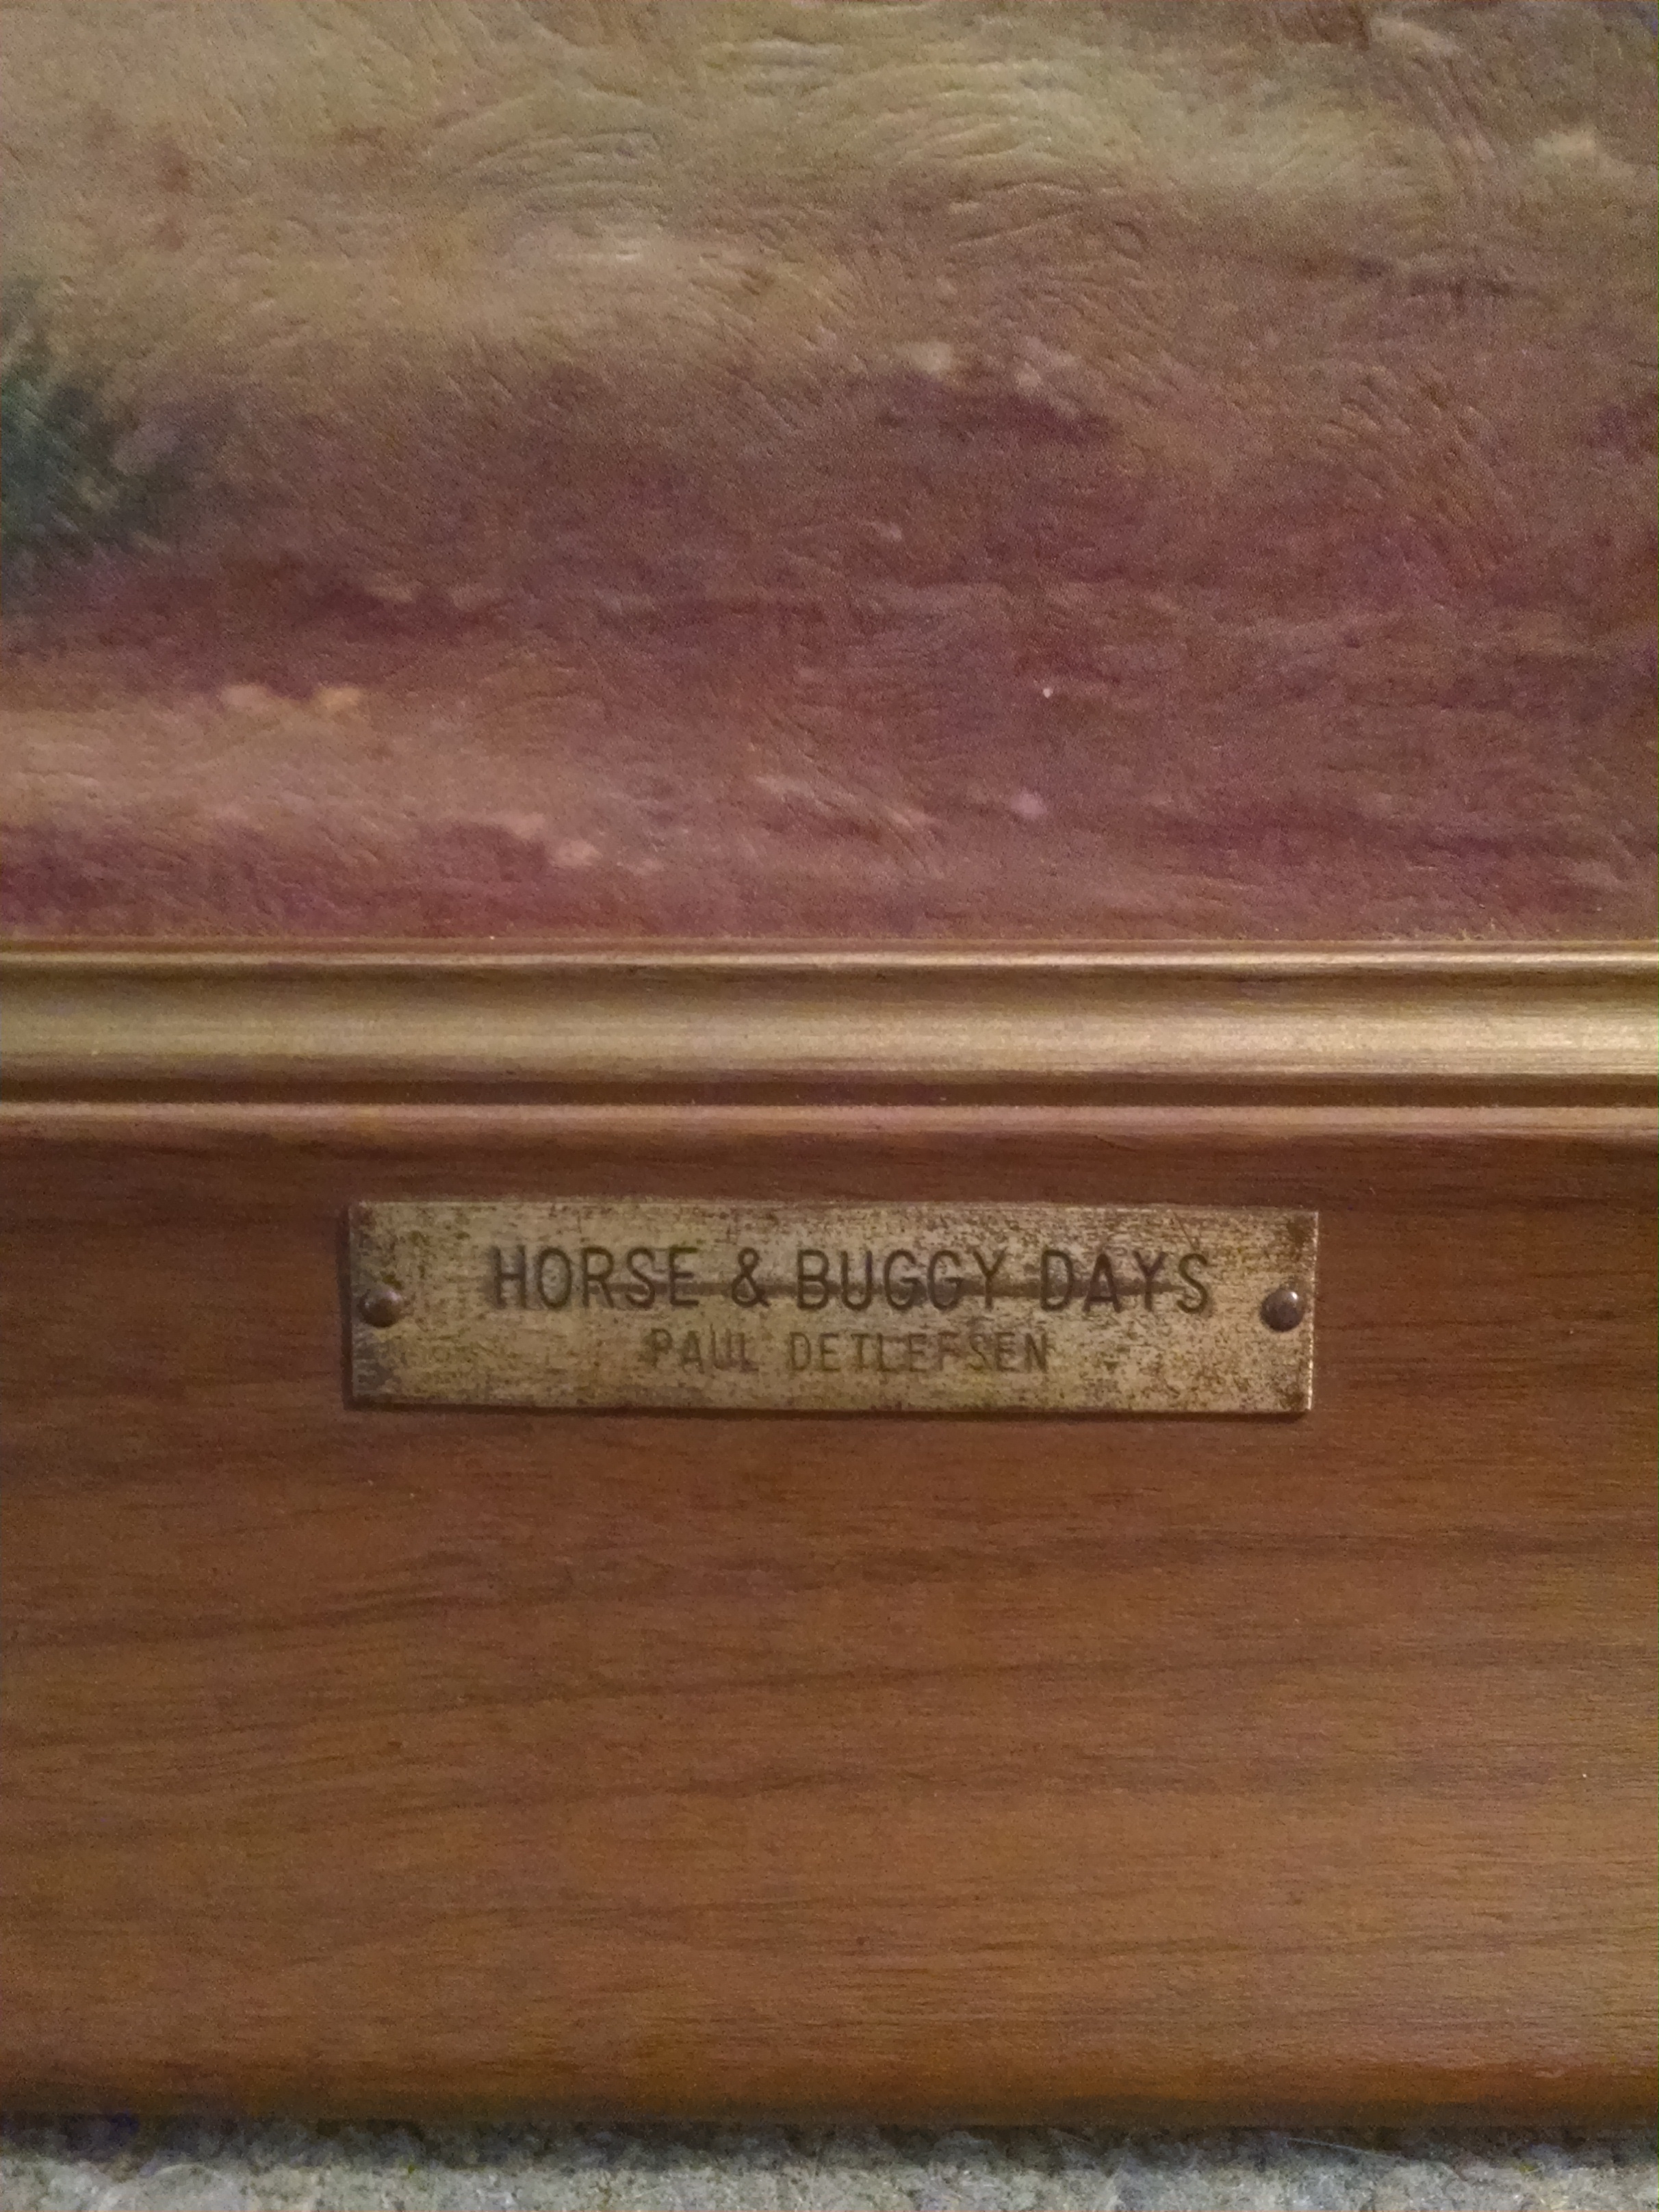 HORSE & BUGGY DAYS
PAUL DETLEFSEN